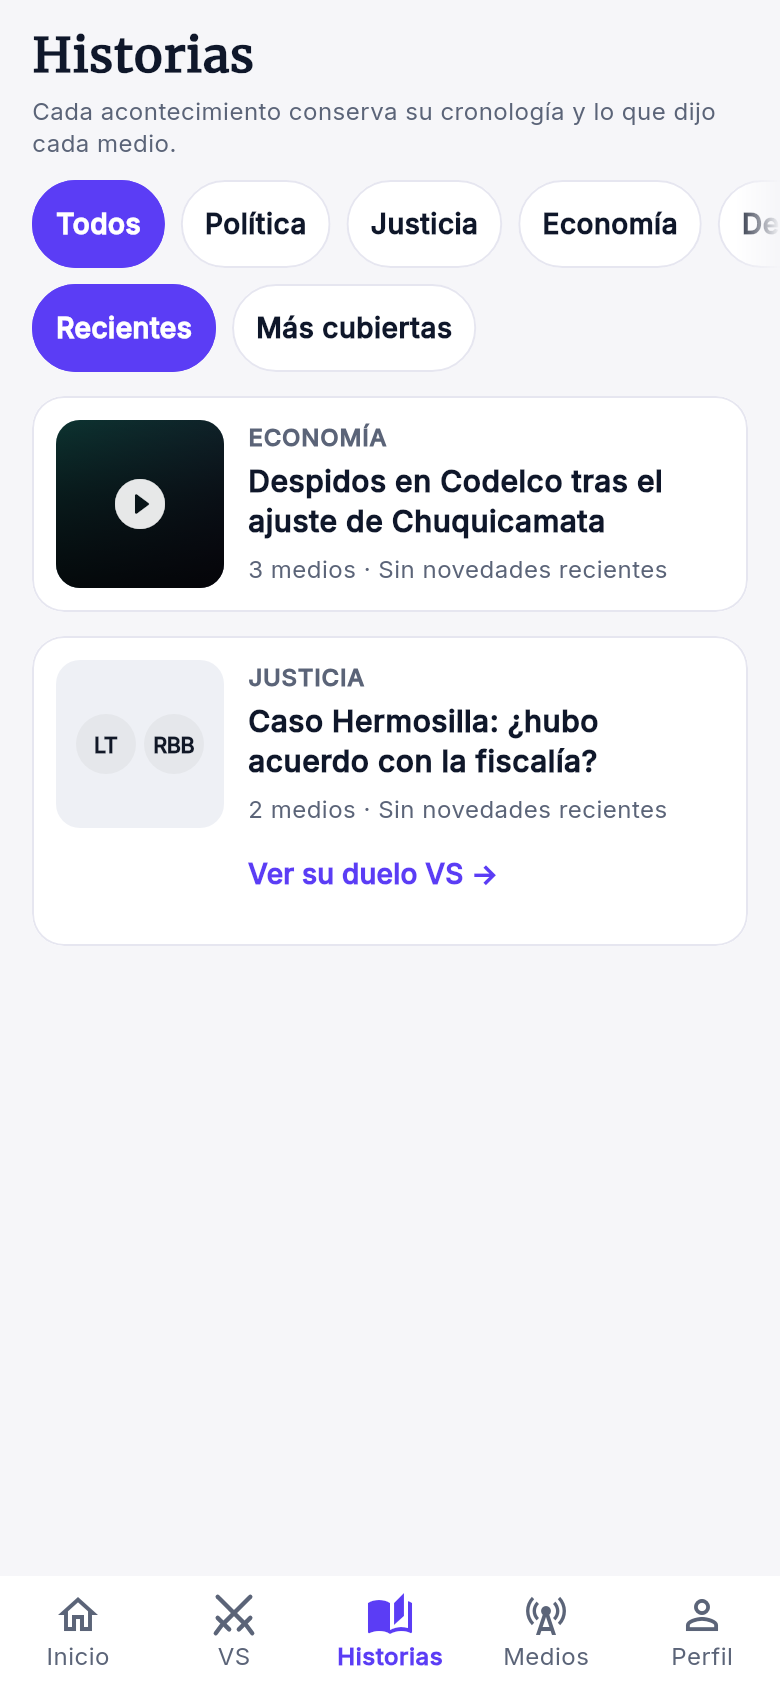 Historias
Cada acontecimiento conserva su cronología y lo que dijo
cada medio.
Todos
Política
Justicia
Economía
De
Recientes
Más cubiertas
ECONOMÍA
Despidos en Codelco tras el
ajuste de Chuquicamata
3 medios · Sin novedades recientes
LT
RBB
JUSTICIA
Caso Hermosilla: ¿hubo
acuerdo con la fiscalía?
2 medios · Sin novedades recientes
Ver su duelo VS →
Inicio
VS
Historias
Medios
Perfil